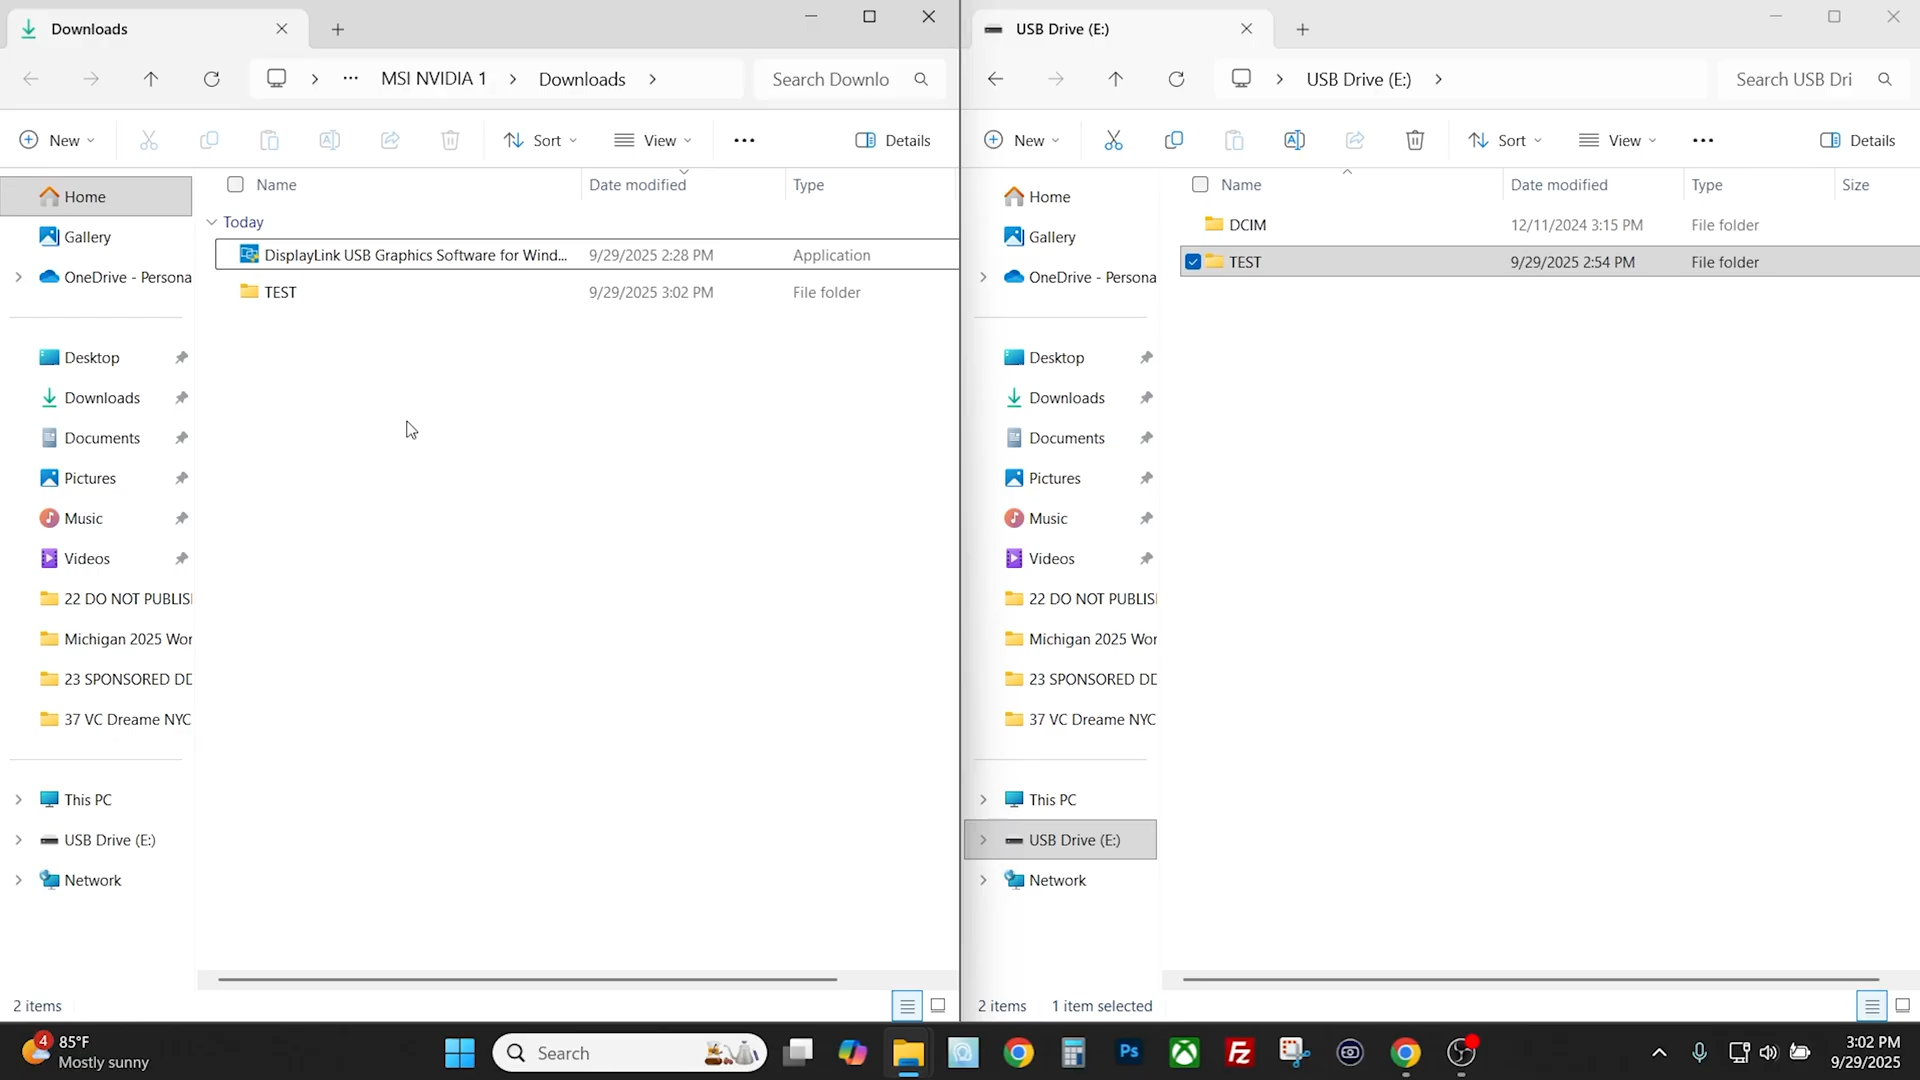 Downloads
MSI NVIDIA 1
Downloads
Search Downlo
New
Sort
View
Details
Name
Date modified
Type
Today
DisplayLink USB Graphics Software for Wind...
9/29/2025 2:28 PM
Application
TEST
9/29/2025 3:02 PM
File folder
Home
Gallery
OneDrive - Persona
Desktop
Downloads
Documents
Pictures
Music
Videos
22 DO NOT PUBLIS
Michigan 2025 Wor
23 SPONSORED DD
37 VC Dreame NYC
This PC
USB Drive (E:)
Network
2 items
USB Drive (E:)
USB Drive (E:)
Search USB Dri
New
Sort
View
Details
Name
Date modified
Type
Size
DCIM
12/11/2024 3:15 PM
File folder
TEST
9/29/2025 2:54 PM
File folder
Home
Gallery
OneDrive - Persona
Desktop
Downloads
Documents
Pictures
Music
Videos
22 DO NOT PUBLIS
Michigan 2025 Wor
23 SPONSORED DD
37 VC Dreame NYC
This PC
USB Drive (E:)
Network
2 items
1 item selected
4
85°F
Mostly sunny
Search
Ps
Fz
3:02 PM
9/29/2025